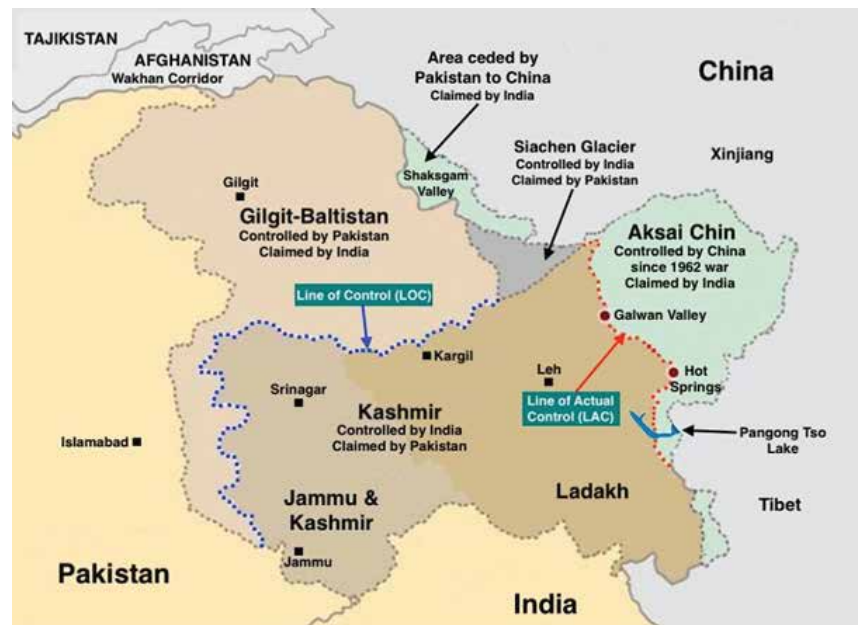 TAJIKISTAN
AFGHANISTAN
Wakhan Corridor
Area ceded by
Pakistan to China
Claimed by India
China
Siachen Glacier
Controlled by India
Claimed by Pakistan
Xinjiang
Shaksgam
Valley
Gilgit
Gilgit-Baltistan
Controlled by Pakistan
Claimed by India
Aksai Chin
Controlled by China
since 1962 war
Claimed by India
Line of Control (LOC)
Galwan Valley
Kargil
Leh
Hot
Springs
Srinagar
Line of Actual
Control (LAC)
Kashmir
Controlled by India
Claimed by Pakistan
Islamabad
Pangong Tso
Lake
Jammu &
Kashmir
Ladakh
Tibet
Jammu
Pakistan
India